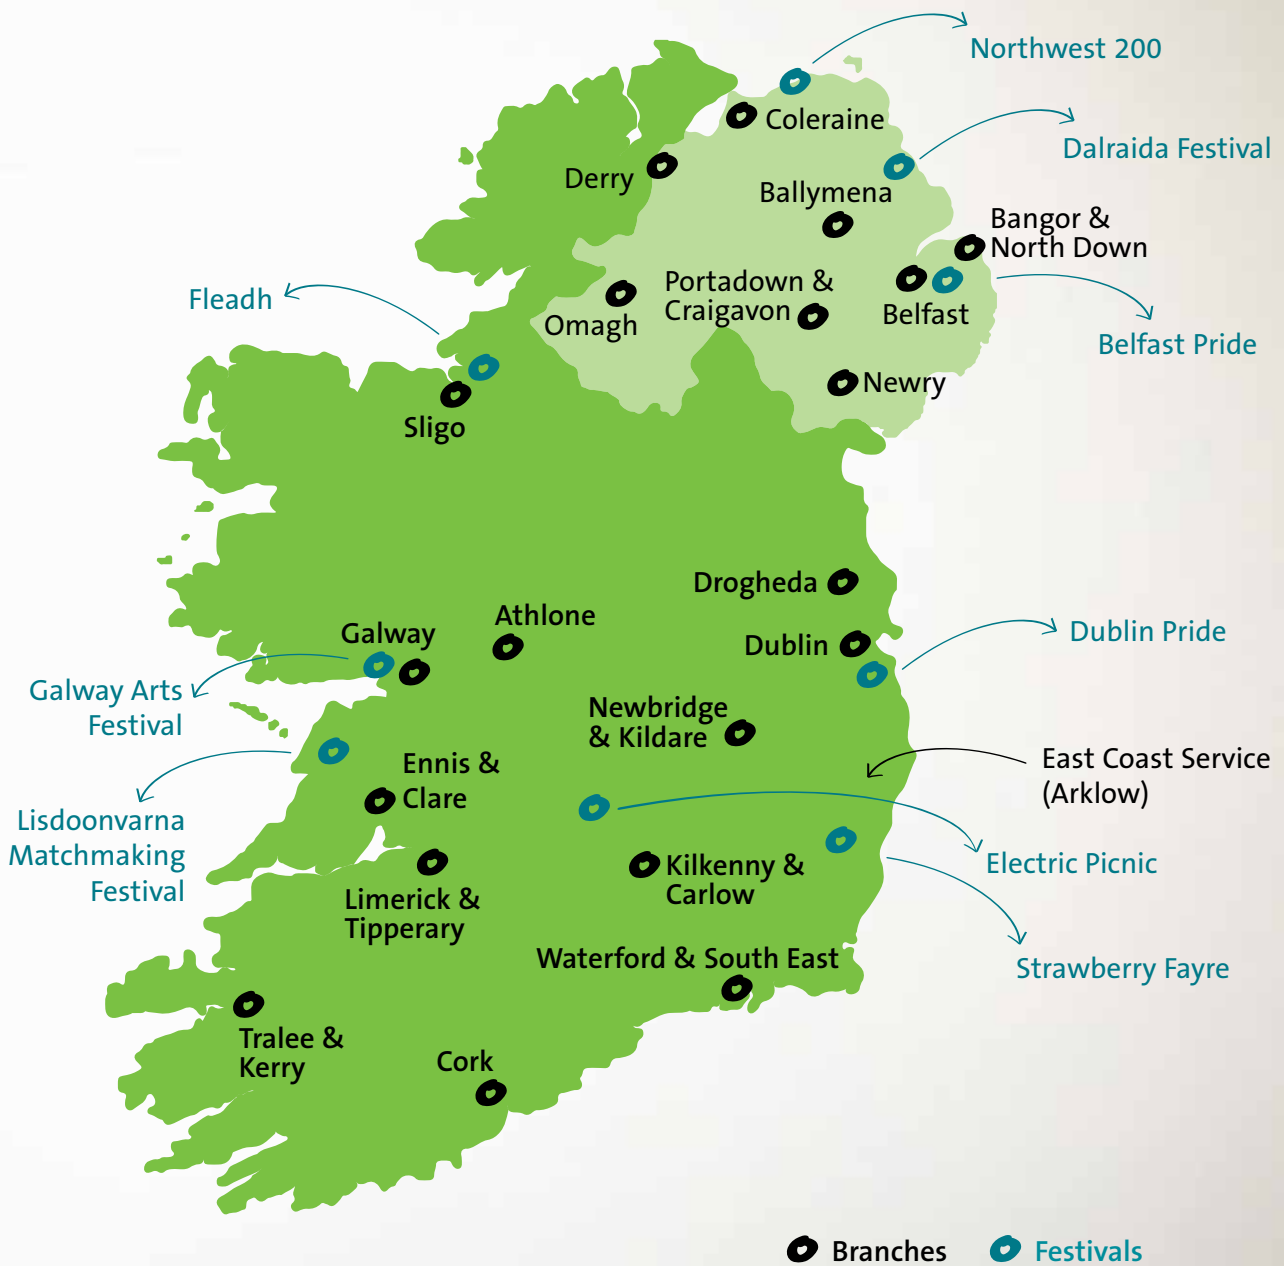 Northwest 200
Coleraine
Dalraida Festival
Derry
Ballymena
Bangor &
North Down
Portadown &
Craigavon
Fleadh
Omagh
Belfast
Belfast Pride
Newry
Sligo
Drogheda
Athlone
Galway
Dublin
Dublin Pride
Galway Arts
Festival
Newbridge
& Kildare
Ennis &
Clare
East Coast Service
(Arklow)
Lisdoonvarna
Matchmaking
Festival
Electric Picnic
Kilkenny &
Carlow
Limerick &
Tipperary
Waterford & South East
Strawberry Fayre
Tralee &
Kerry
Cork
Branches
Festivals